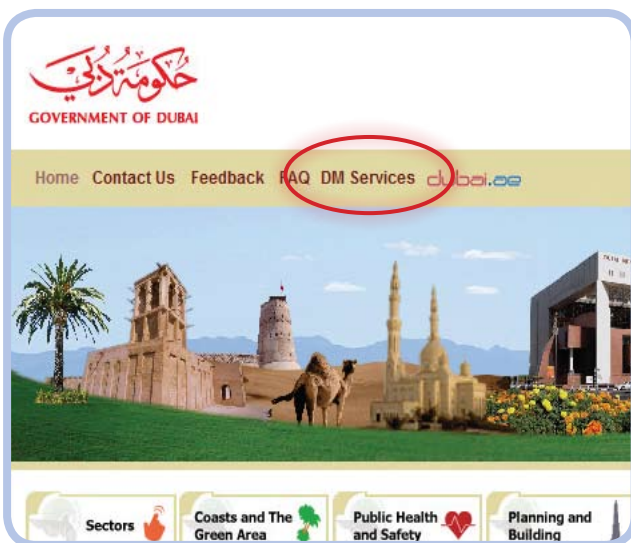 حكومة دبي
GOVERNMENT OF DUBAI
Home Contact Us Feedback FAQ DM Services dubai.ae
Sectors
Coasts and The
Green Area
Public Health
and Safety
Planning and
Building